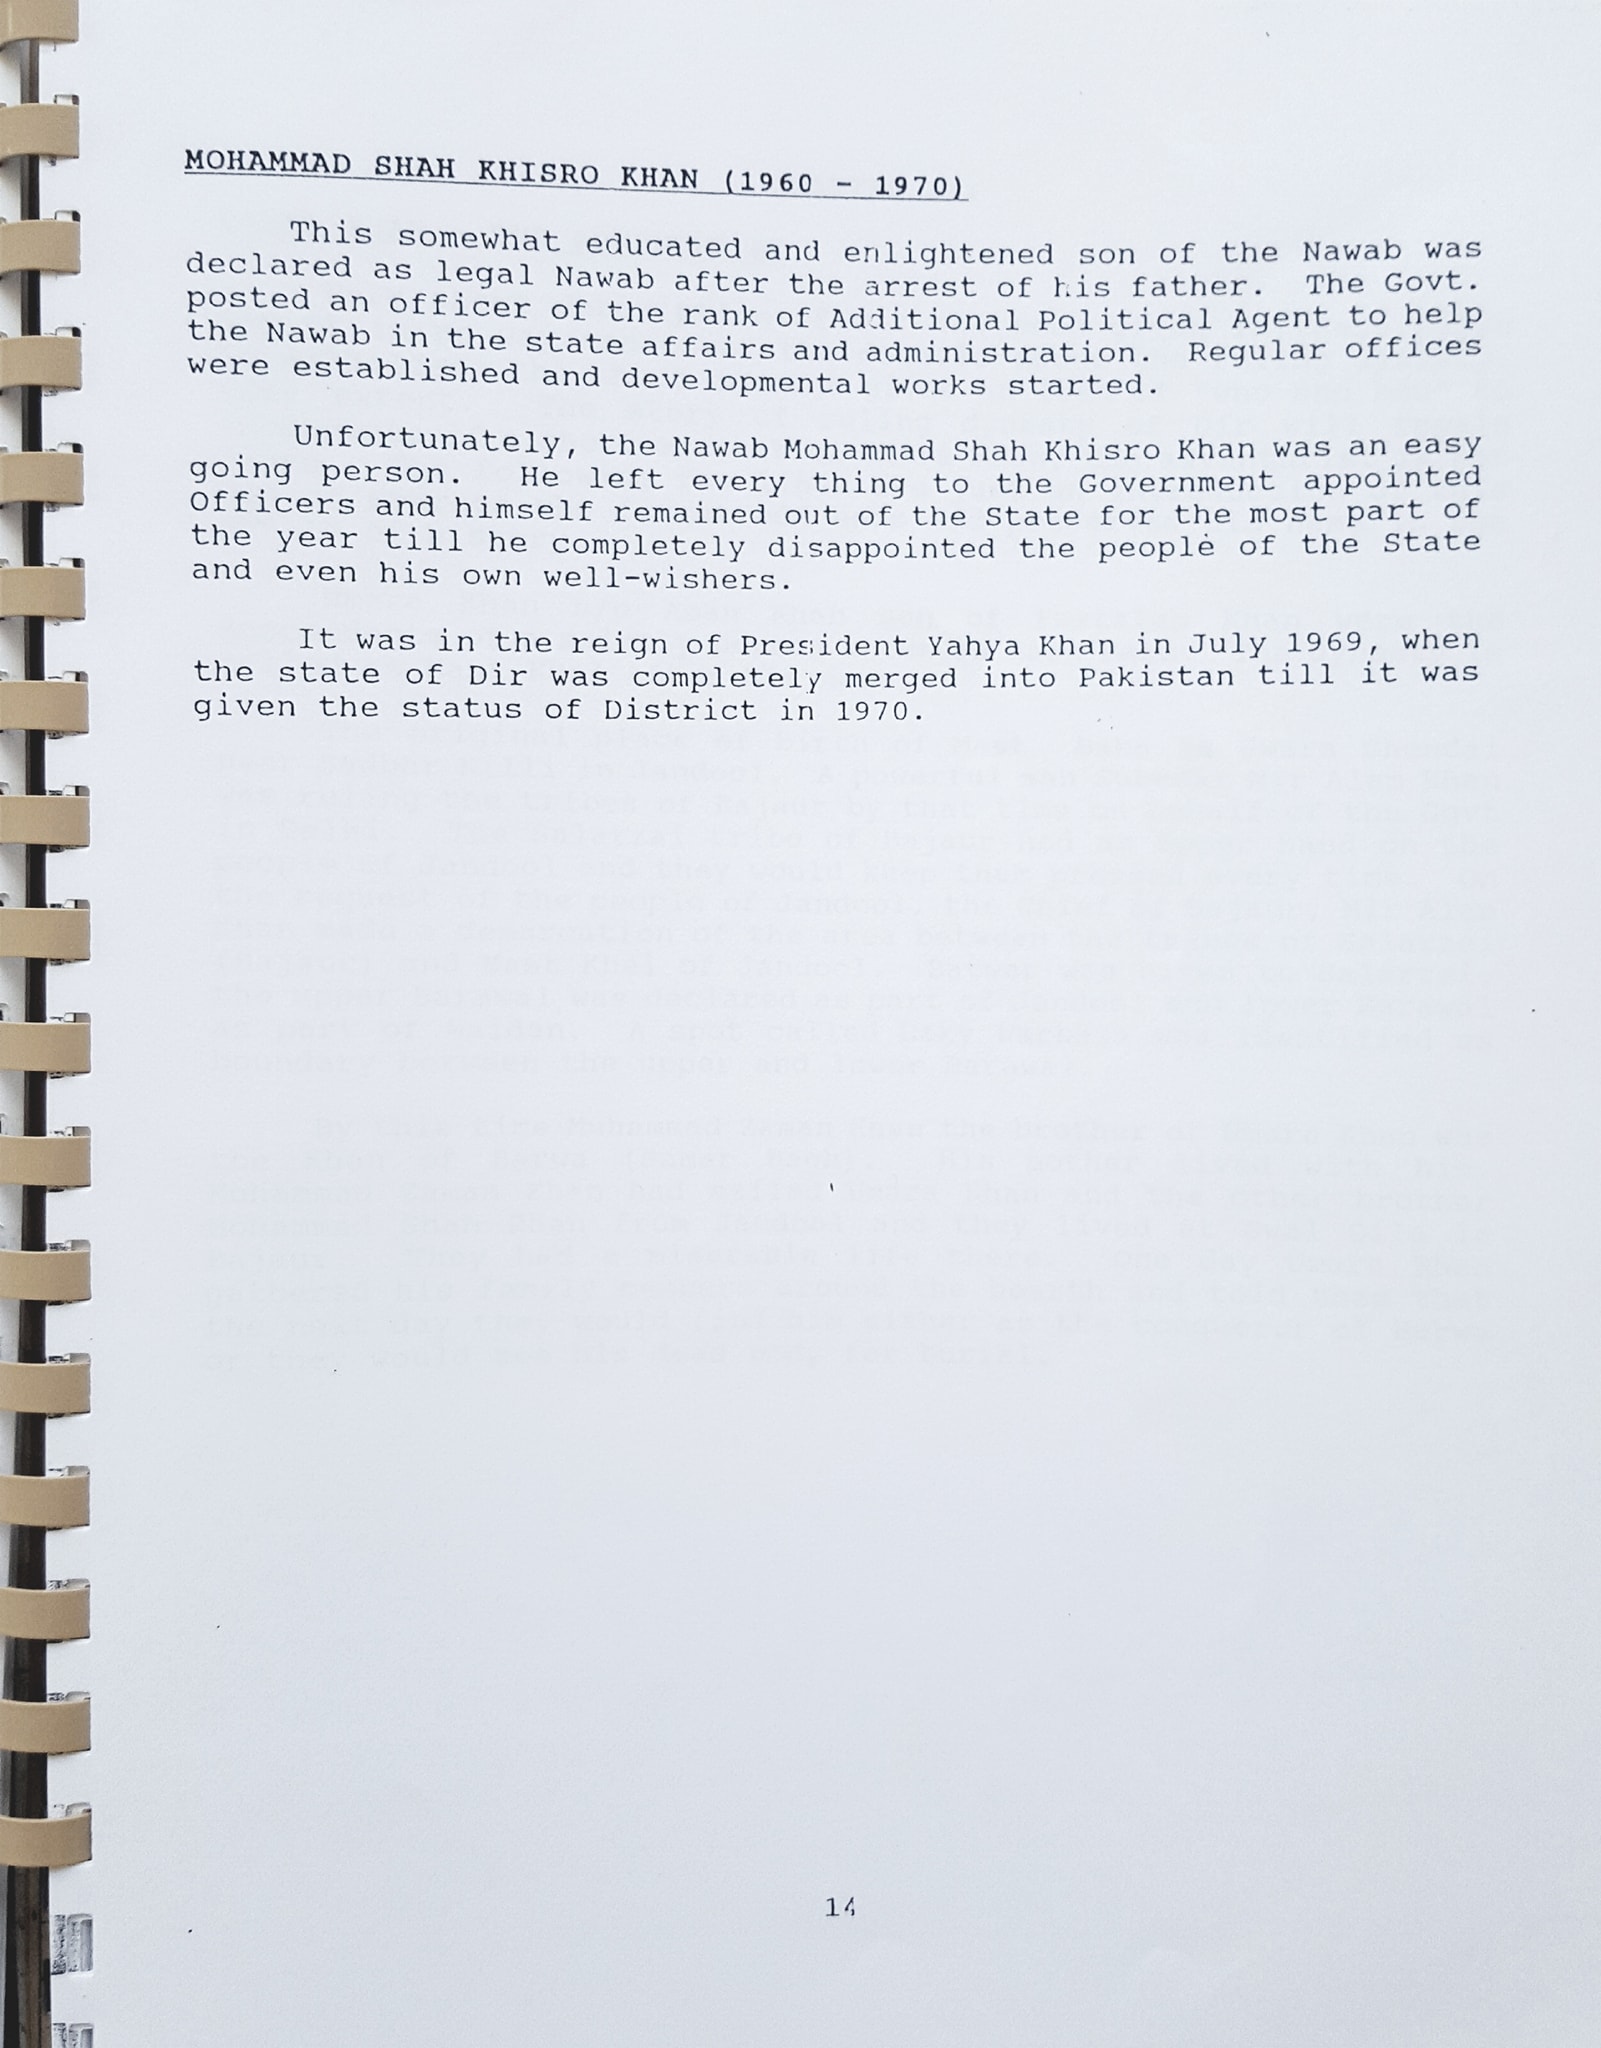 MOHAMMAD SHAH KHISRO KHAN (1960 - 1970)
This somewhat educated and enlightened son of the Nawab was
declared as legal Nawab after the arrest of his father. The Govt.
posted an officer of the rank of Additional Political Agent to help
the Nawab in the state affairs and administration. Regular offices
were established and developmental works started.
Unfortunately, the Nawab Mohammad Shah Khisro Khan was an easy
going person. He left every thing to the Government appointed
Officers and himself remained out of the State for the most part of
the year till he completely disappointed the people of the State
and even his own well-wishers.
It was in the reign of President Yahya Khan in July 1969, when
the state of Dir was completely merged into Pakistan till it was
given the status of District in 1970.
14